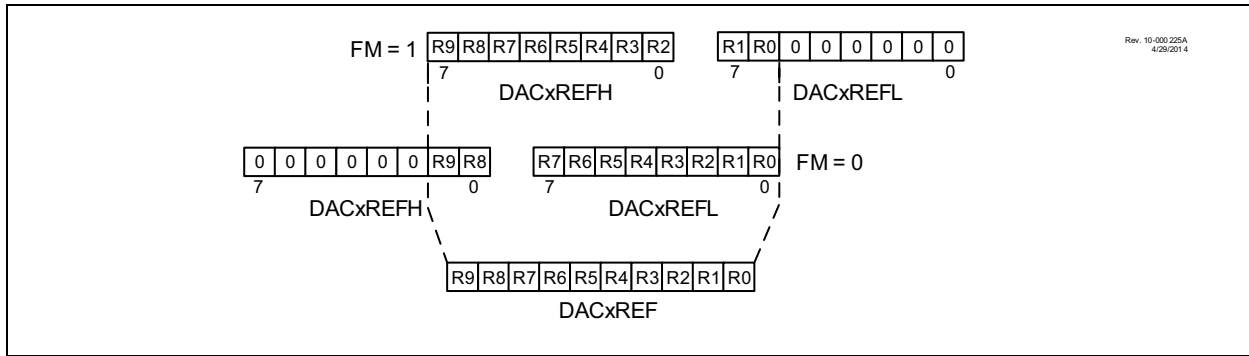 FM = 1 R9 R8 R7 R6 R5 R4 R3 R2 R1 R0 0 0 0 0 0 0
7 0 7 0
DACxREFH DACxREFL
Rev. 10-000 225A
4/29/201 4
0 0 0 0 0 0 R9 R8 R7 R6 R5 R4 R3 R2 R1 R0 FM = 0
7 0 7 0
DACxREFH DACxREFL
R9 R8 R7 R6 R5 R4 R3 R2 R1 R0
DACxREF